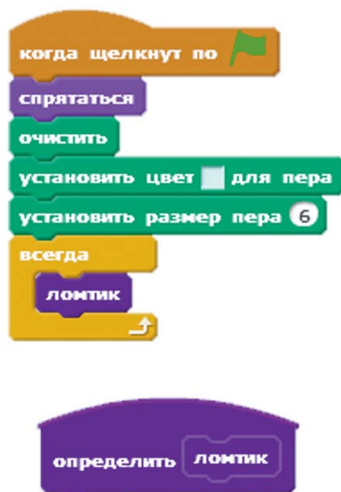 когда щелкнут по
спрятаться
очистить
установить цвет для пера
установить размер пера 6
всегда
ломтик
определить ломтик